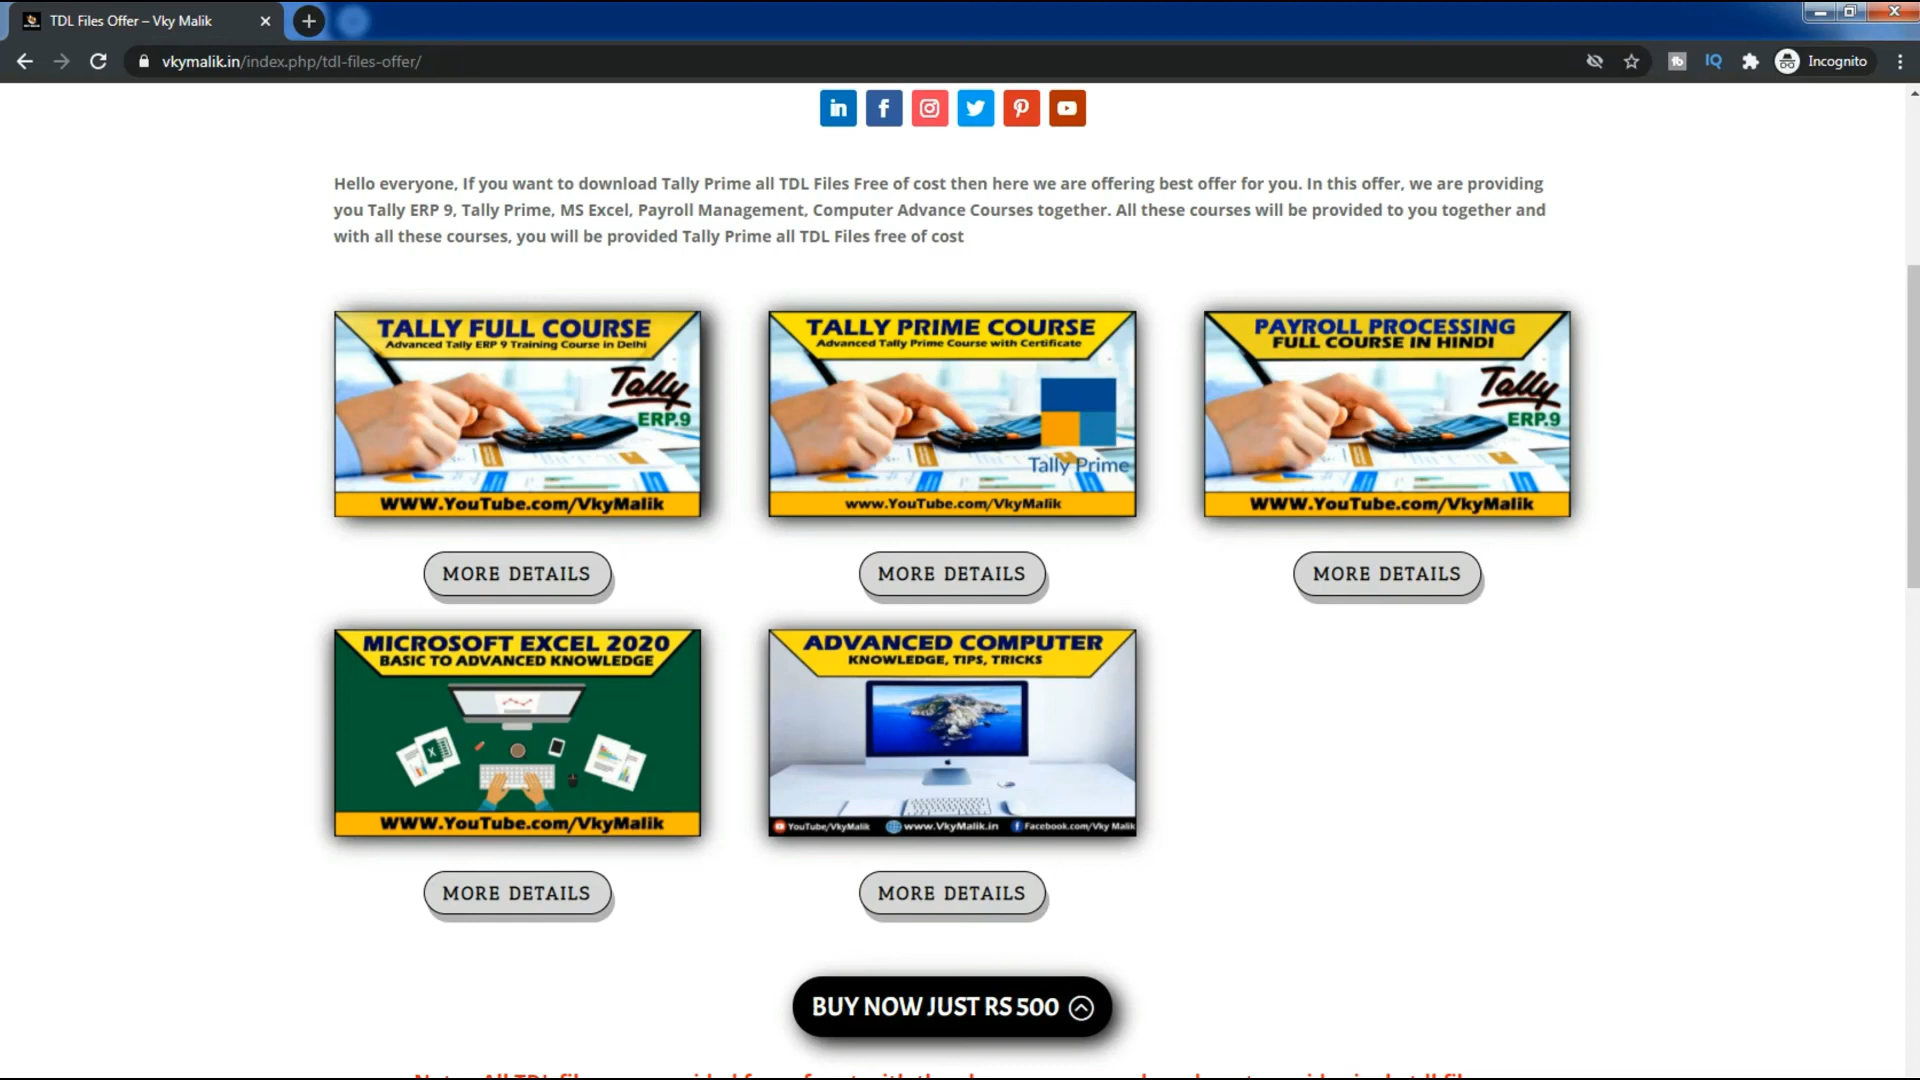 TDL Files Offer – Vky Malik
vkymalik.in/index.php/tdl-files-offer/
Incognito
Hello everyone, If you want to download Tally Prime all TDL Files Free of cost then here we are offering best offer for you. In this offer, we are providing
you Tally ERP 9, Tally Prime, MS Excel, Payroll Management, Computer Advance Courses together. All these courses will be provided to you together and
with all these courses, you will be provided Tally Prime all TDL Files free of cost
TALLY FULL COURSE
Advanced Tally ERP 9 Training Course in Delhi
Tally
ERP.9
WWW.YouTube.com/VkyMalik
TALLY PRIME COURSE
Advanced Tally Prime Course with Certificate
Tally Prime
www.YouTube.com/VkyMalik
PAYROLL PROCESSING
FULL COURSE IN HINDI
Tally
ERP.9
WWW.YouTube.com/VkyMalik
MORE DETAILS
MORE DETAILS
MORE DETAILS
MICROSOFT EXCEL 2020
BASIC TO ADVANCED KNOWLEDGE
WWW.YouTube.com/VkyMalik
ADVANCED COMPUTER
KNOWLEDGE, TIPS, TRICKS
YouTube/VkyMalik www.VkyMalik.in Facebook.com/Vky Malik
MORE DETAILS
MORE DETAILS
BUY NOW JUST RS 500